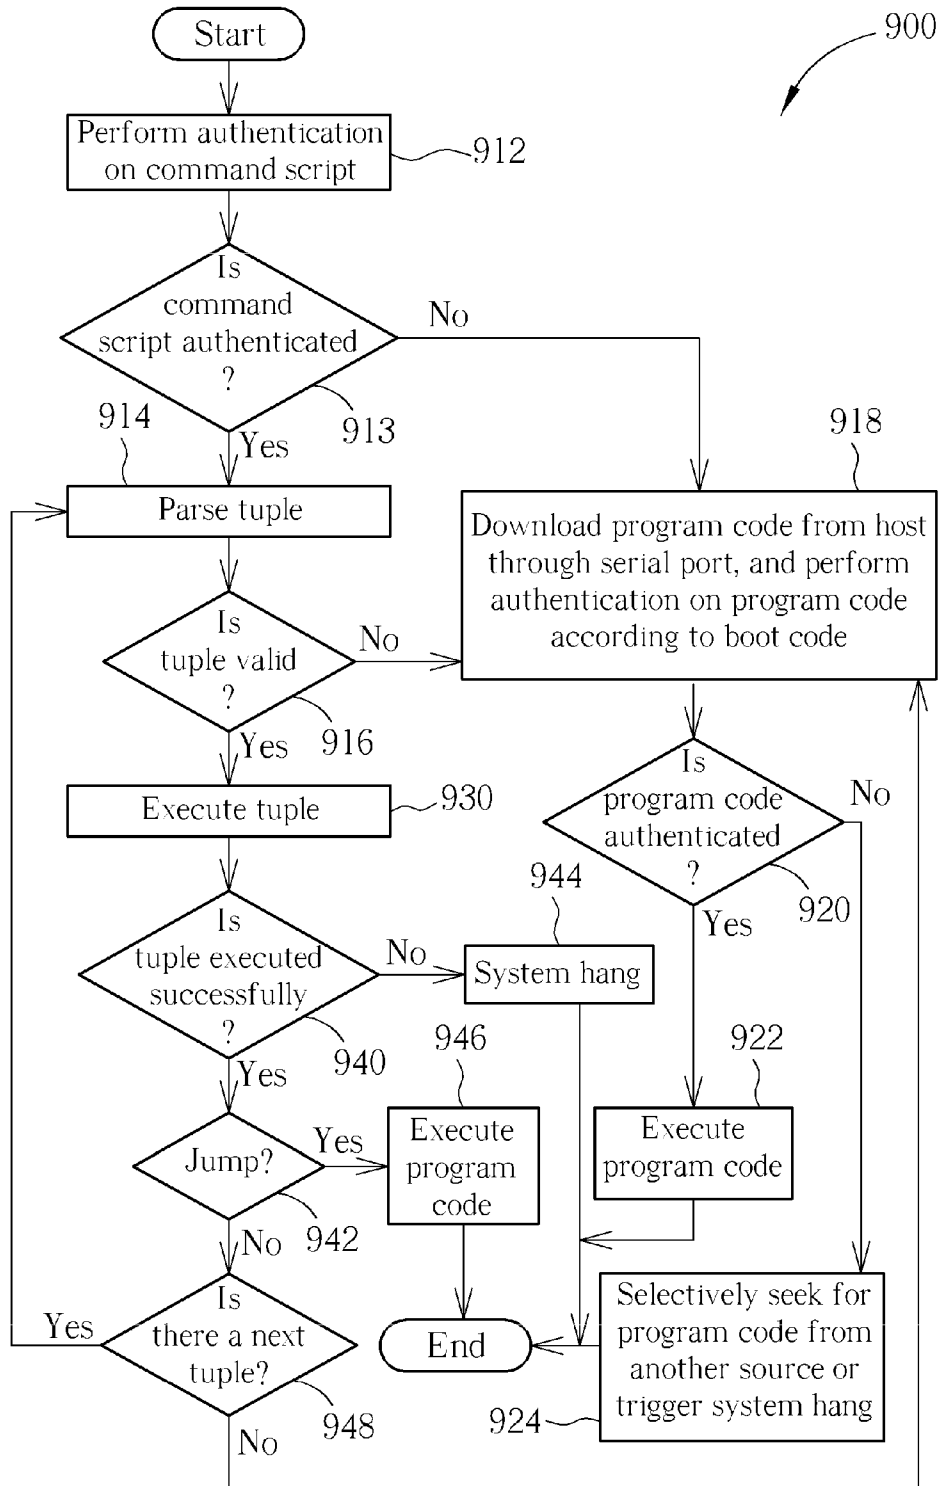 Start
900
Perform authentication
on command script
912
Is
command
script authenticated
?
No
913
Yes
914
918
Parse tuple
Download program code from host
through serial port, and perform
authentication on program code
according to boot code
Is
tuple valid
?
No
916
Yes
Execute tuple
930
Is
program code
authenticated
?
No
920
Yes
Is
tuple executed
successfully
?
No
940
Yes
944
System hang
946
922
Jump?
Yes
942
No
Execute
program
code
Execute
program code
Is
there a next
tuple?
Yes
948
No
End
Selectively seek for
program code from
another source or
trigger system hang
924